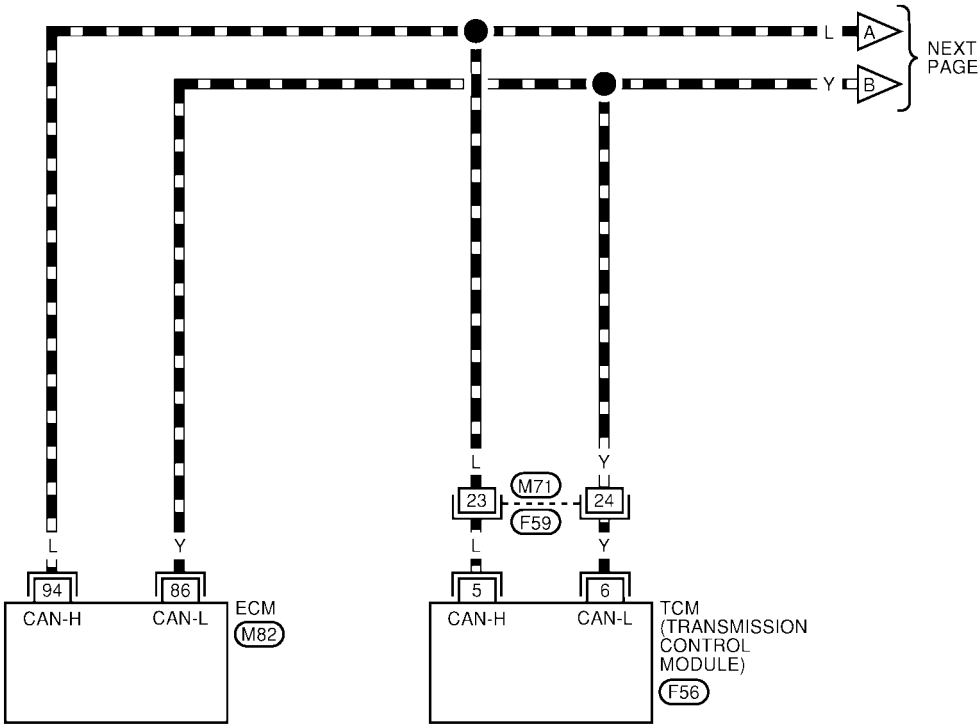 L A
NEXT
PAGE
Y B
L Y
23 M71 24
F59
L Y L Y
94 86 5 6
CAN-H CAN-L ECM CAN-H CAN-L TCM
M82 (TRANSMISSION
CONTROL
MODULE)
F56